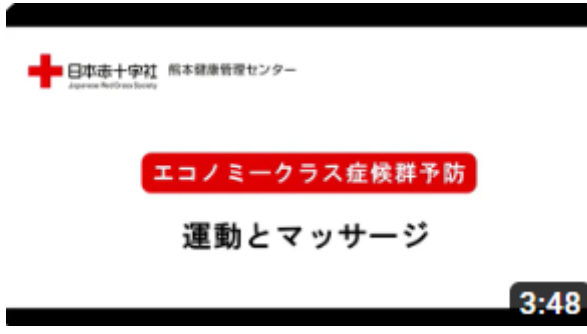 日本赤十字社 熊本健康管理センター
Japanese Red Cross Society
エコノミークラス症候群予防
運動とマッサージ
3:48